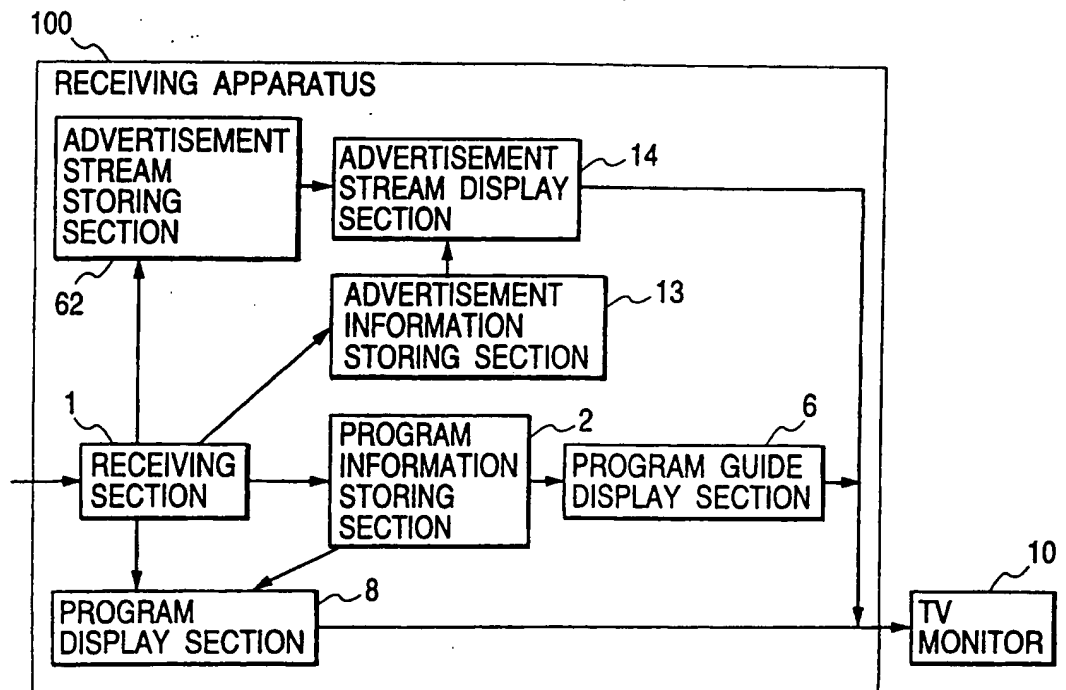 100
RECEIVING APPARATUS
ADVERTISEMENT
STREAM
STORING
SECTION
62
ADVERTISEMENT
STREAM DISPLAY
SECTION
14
ADVERTISEMENT
INFORMATION
STORING SECTION
13
1
RECEIVING
SECTION
PROGRAM
INFORMATION
STORING
SECTION
2
PROGRAM GUIDE
DISPLAY SECTION
6
PROGRAM
DISPLAY SECTION
8
10
TV
MONITOR